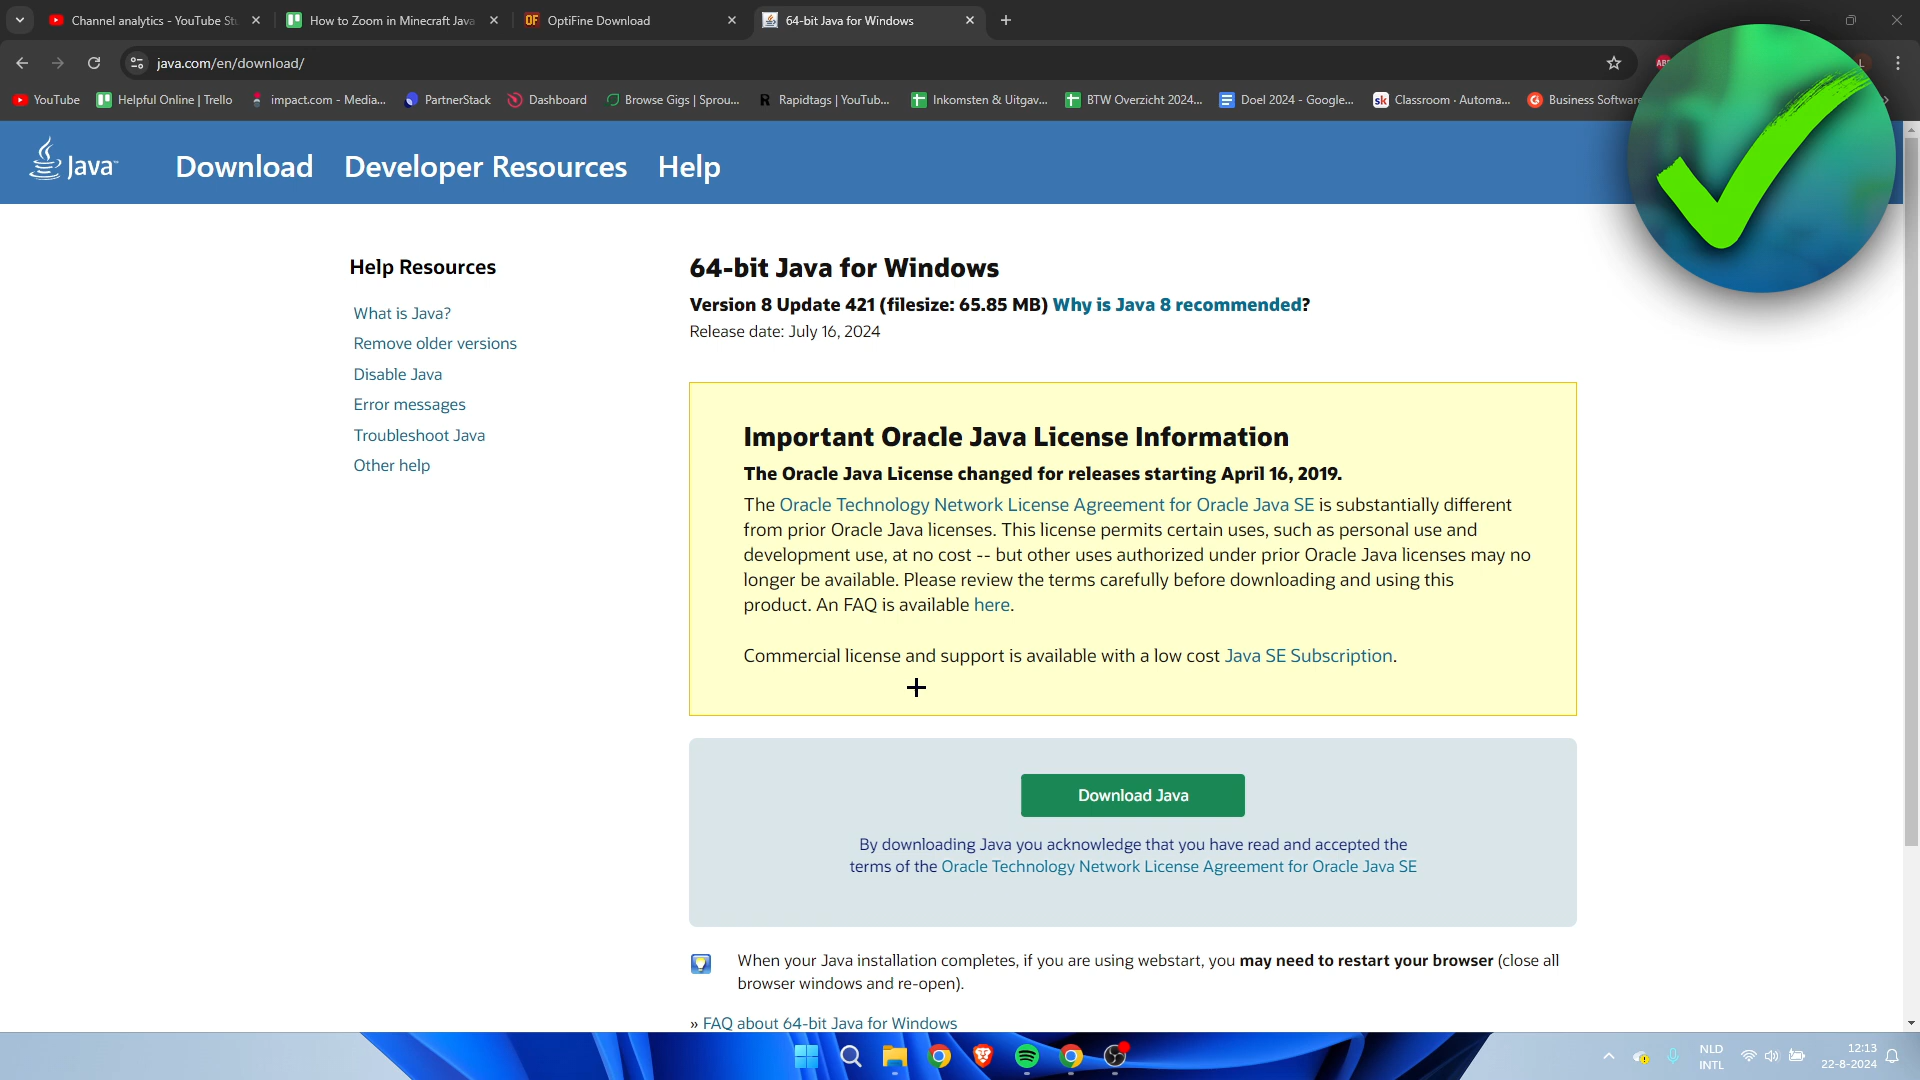 Channel analytics - YouTube St
How to Zoom in Minecraft Java
OF OptiFine Download
64-bit Java for Windows
java.com/en/download/
YouTube
Helpful Online | Trello
impact.com - Media...
PartnerStack
Dashboard
Browse Gigs | Sprou...
R Rapidtags | YouTub...
Inkomsten & Uitgav...
BTW Overzicht 2024...
Doel 2024 - Google...
sk Classroom - Automa...
Business Software
Java
Download
Developer Resources
Help
Help Resources
What is Java?
Remove older versions
Disable Java
Error messages
Troubleshoot Java
Other help
64-bit Java for Windows
Version 8 Update 421 (filesize: 65.85 MB) Why is Java 8 recommended?
Release date: July 16, 2024
Important Oracle Java License Information
The Oracle Java License changed for releases starting April 16, 2019.
The Oracle Technology Network License Agreement for Oracle Java SE is substantially different
from prior Oracle Java licenses. This license permits certain uses, such as personal use and
development use, at no cost -- but other uses authorized under prior Oracle Java licenses may no
longer be available. Please review the terms carefully before downloading and using this
product. An FAQ is available here.
Commercial license and support is available with a low cost Java SE Subscription.
Download Java
By downloading Java you acknowledge that you have read and accepted the
terms of the Oracle Technology Network License Agreement for Oracle Java SE
When your Java installation completes, if you are using webstart, you may need to restart your browser (close all
browser windows and re-open).
» FAQ about 64-bit Java for Windows
NLD
INTL
12:13
22-8-2024